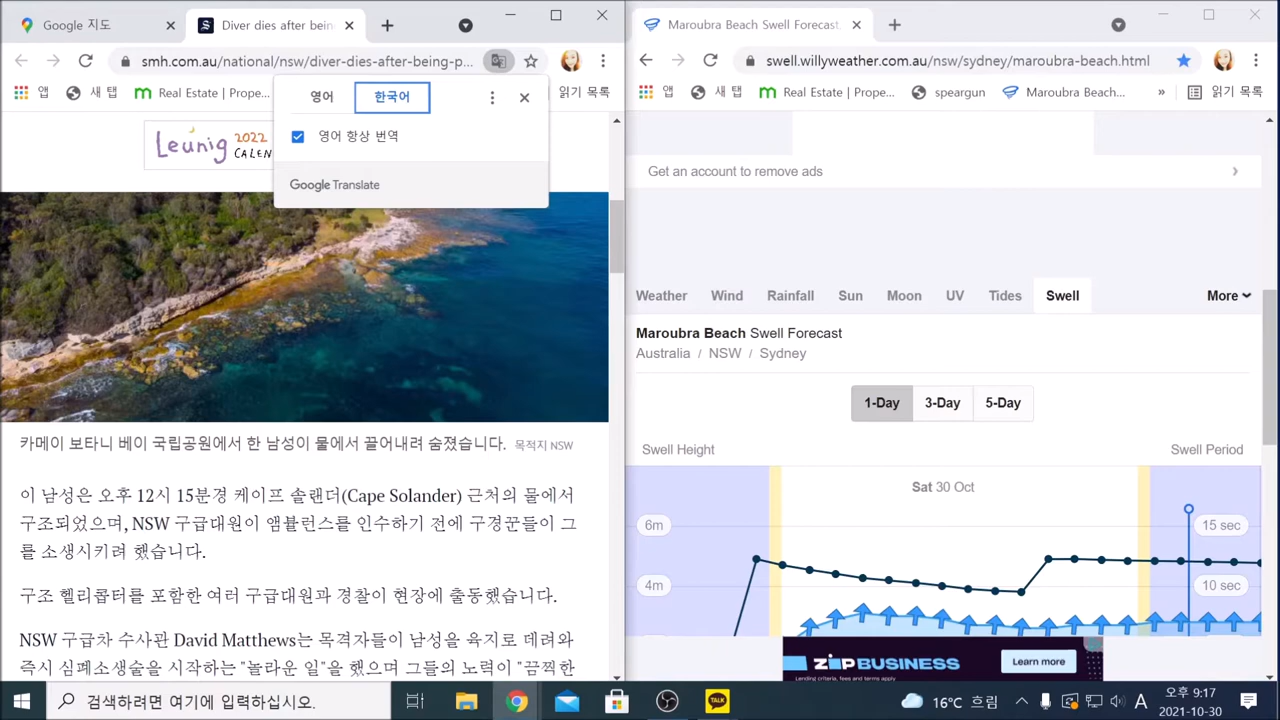 Google 지도
Diver dies after bein
smh.com.au/national/nsw/diver-dies-after-being-p...
영어
한국어
앱
새 탭
Real Estate | Prope...
읽기 목록
영어 항상 번역
Google Translate
Leunig 2022
CALEN
카메이 보타니 베이 국립공원에서 한 남성이 물에서 끌어내려 숨졌습니다. 목적지 NSW
이 남성은 오후 12시 15분경 케이프 솔랜더(Cape Solander) 근처의 물에서
구조되었으며, NSW 구급대원이 앰뷸런스를 인수하기 전에 구경꾼들이 그
를 소생시키려 했습니다.
구조 헬리콥터를 포함한 여러 구급대원과 경찰이 현장에 출동했습니다.
NSW 구급차 수사관 David Matthews는 목격자들이 남성을 육지로 데려와
즉시 심폐소생술을 시작하는 "놀라운 일"을 했으며 그들의 노력이 "끔찍한
Maroubra Beach Swell Forecast.
swell.willyweather.com.au/nsw/sydney/maroubra-beach.html
앱
새 탭
Real Estate | Prope...
speargun
Maroubra Beach...
»
읽기 목록
Get an account to remove ads
Weather
Wind
Rainfall
Sun
Moon
UV
Tides
Swell
More
Maroubra Beach Swell Forecast
Australia / NSW / Sydney
1-Day
3-Day
5-Day
Swell Height
Swell Period
Sat 30 Oct
6m
15 sec
4m
10 sec
ZIP BUSINESS
Learn more
Lending criteria, fees and terms apply
검색하려면 여기에 입력하십시오.
TALK
16°C 흐림
A
오후 9:17
2021-10-30